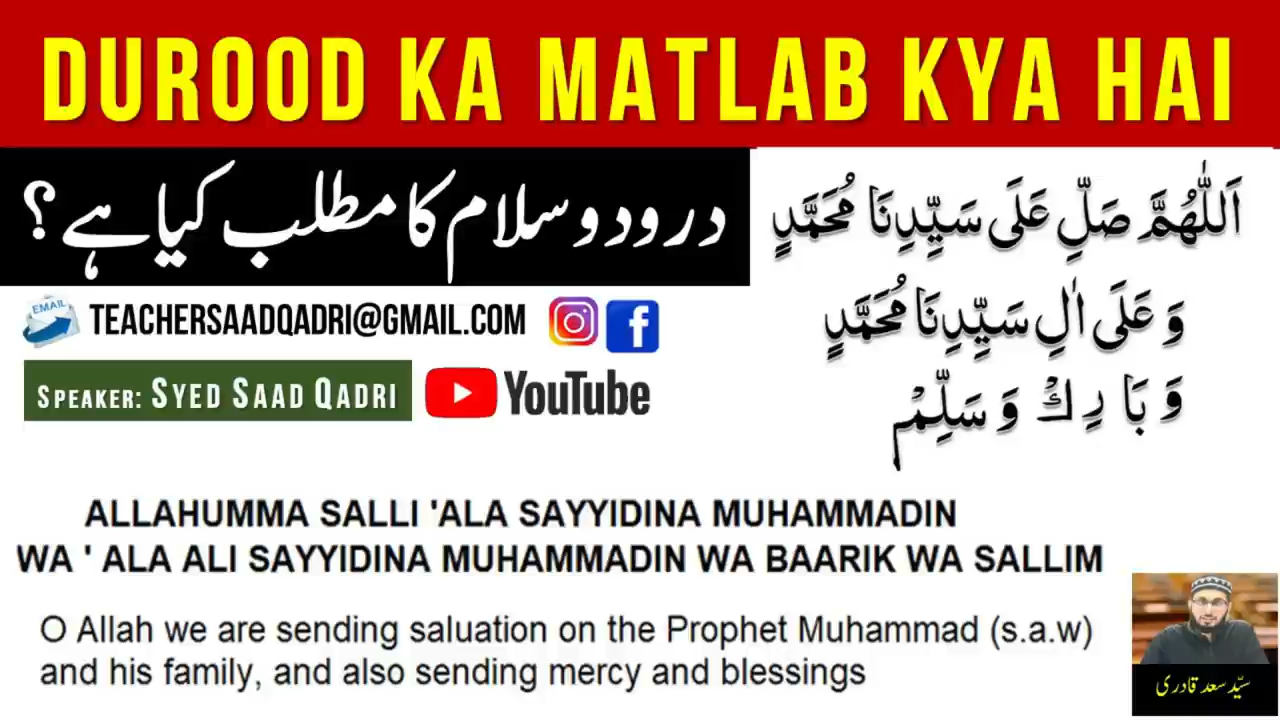 DUROOD KA MATLAB KYA HAI
درود و سلام کا مطلب کیا ہے؟
اَللّٰهُمَّ صَلِّ عَلَى سَيِّدِنَا مُحَمَّدٍ
وَ عَلَى اٰلِ سَيِّدِنَا مُحَمَّدٍ
وَ بَارِكْ وَ سَلِّمْ
EMAIL
TEACHERSAADQADRI@GMAIL.COM
SPEAKER: SYED SAAD QADRI
YouTube
ALLAHUMMA SALLI 'ALA SAYYIDINA MUHAMMADIN
WA ' ALA ALI SAYYIDINA MUHAMMADIN WA BAARIK WA SALLIM
O Allah we are sending saluation on the Prophet Muhammad (s.a.w)
and his family, and also sending mercy and blessings
سیّد سعد قادری